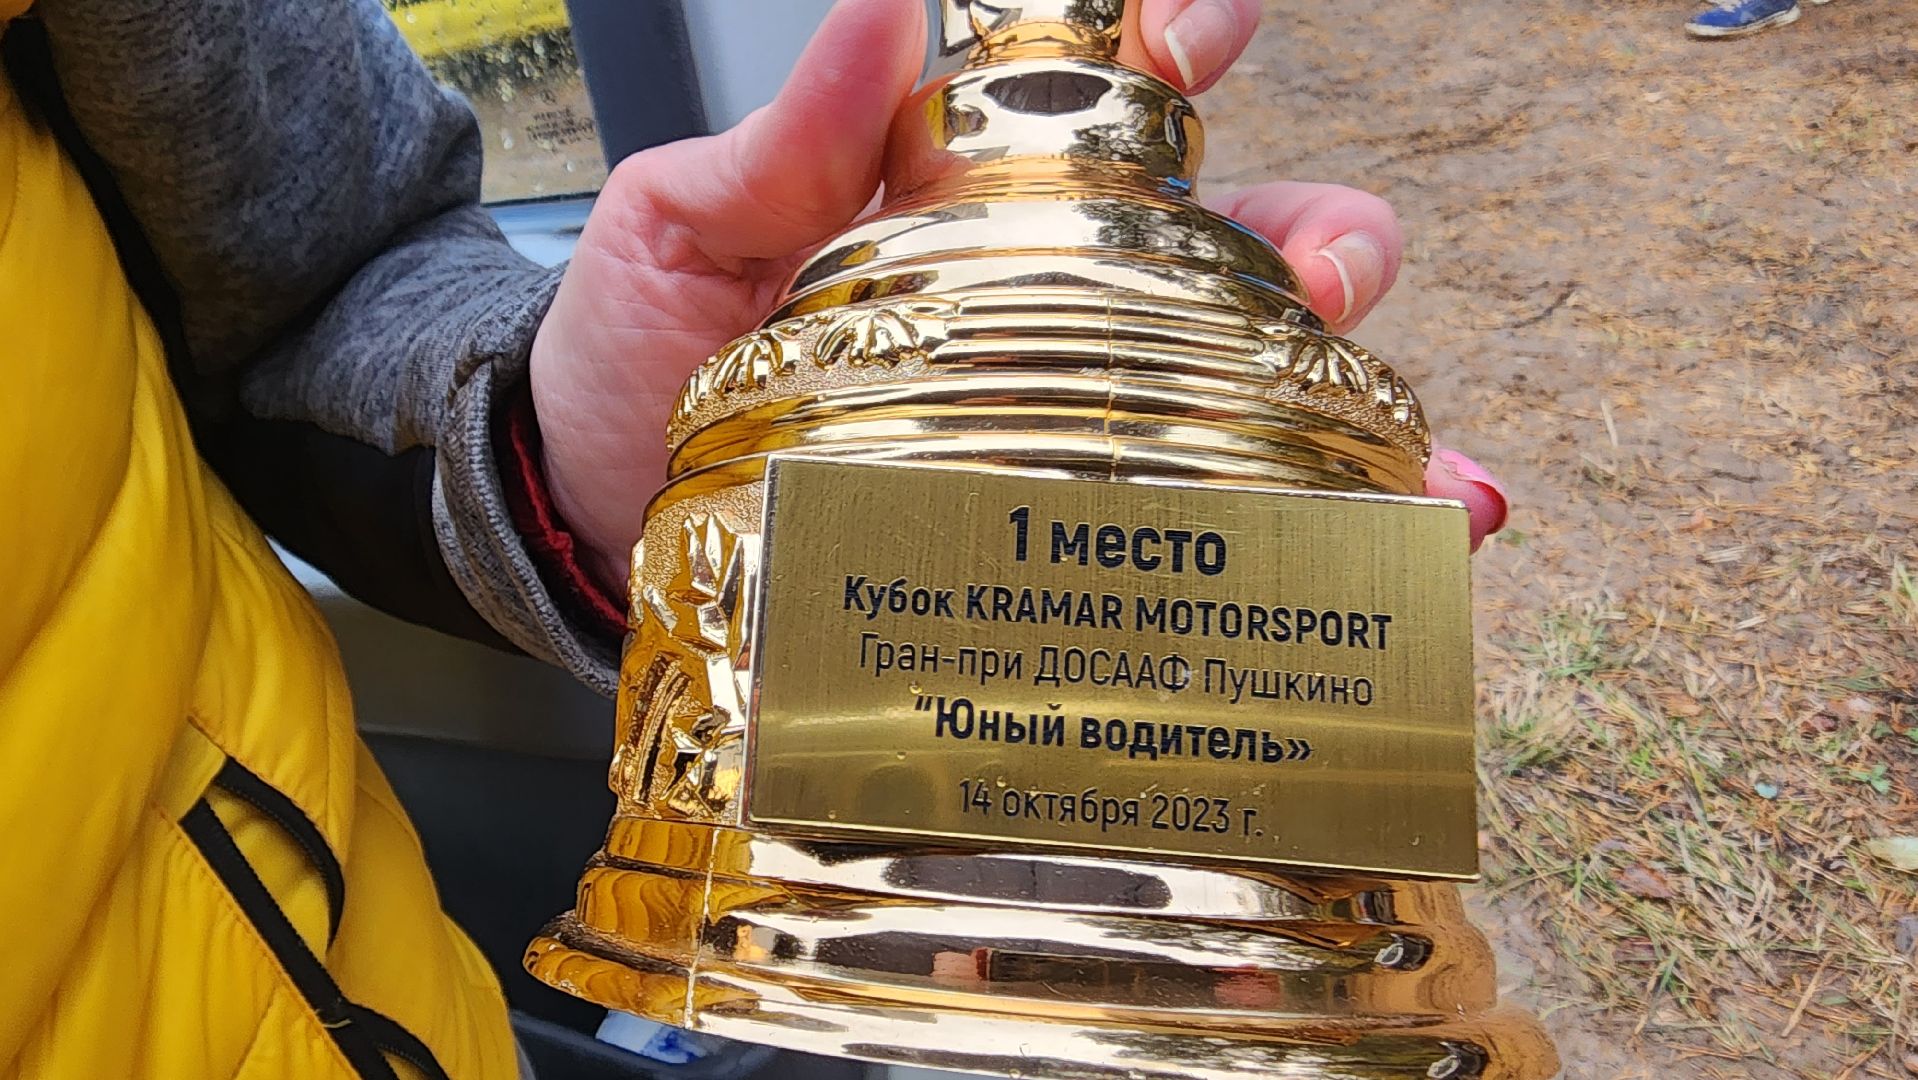 1 место
Кубок KRAMAR MOTORSPORT
Гран-при ДОСААФ Пушкино
“Юный водитель»
14 октября 2023 г.